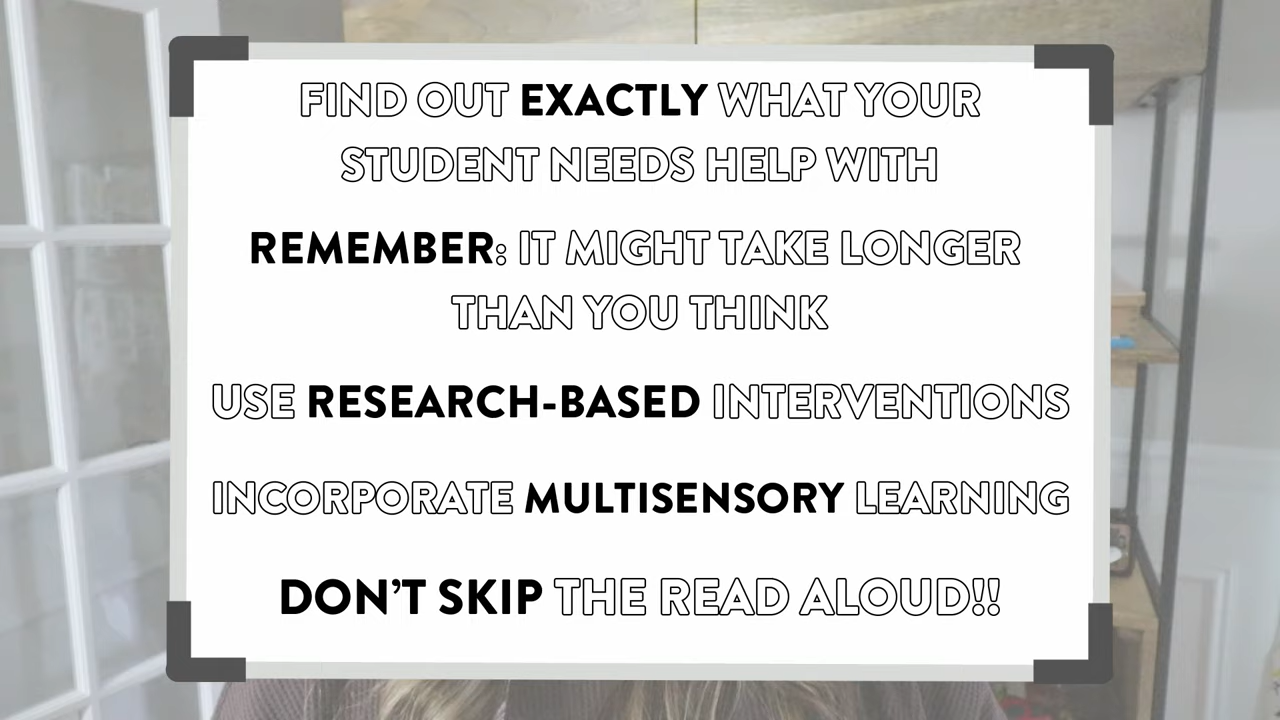 FIND OUT EXACTLY WHAT YOUR
STUDENT NEEDS HELP WITH
REMEMBER: IT MIGHT TAKE LONGER
THAN YOU THINK
USE RESEARCH-BASED INTERVENTIONS
INCORPORATE MULTISENSORY LEARNING
DON'T SKIP THE READ ALOUD!!